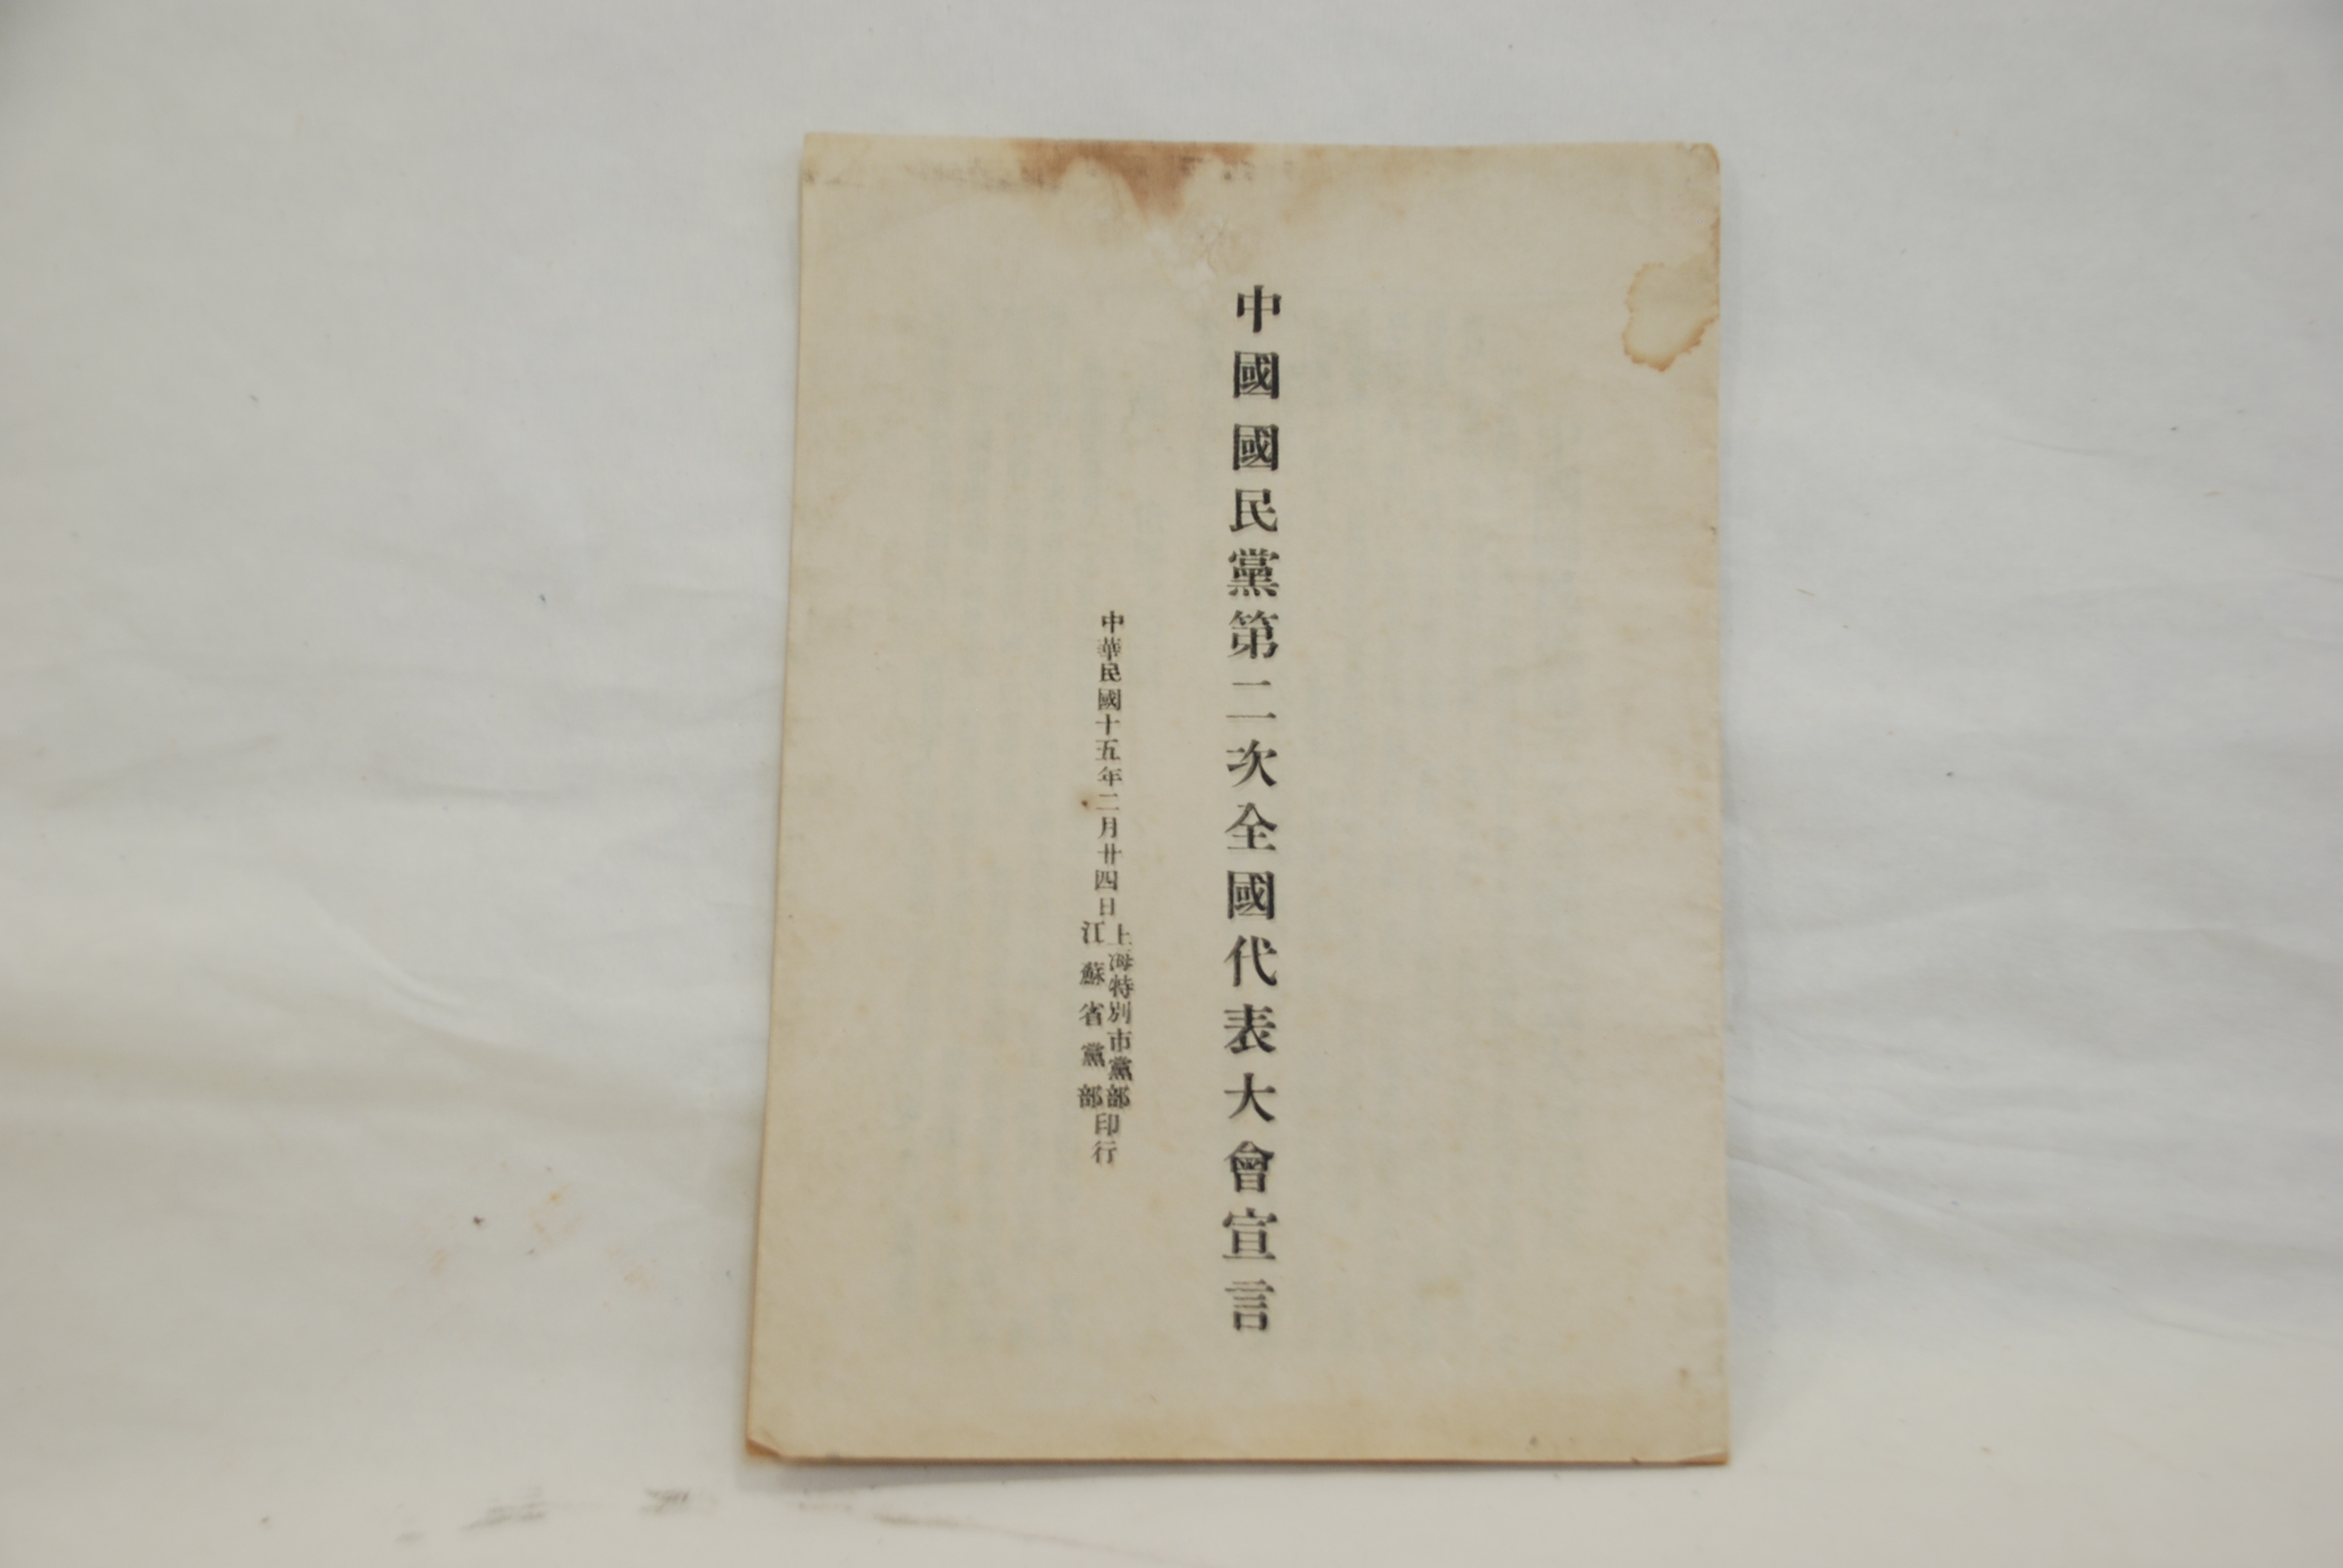 中國國民黨第二次全國代表大會宣言
中華民國十五年二月廿四日
上海特別市黨部
江蘇省黨部
印行